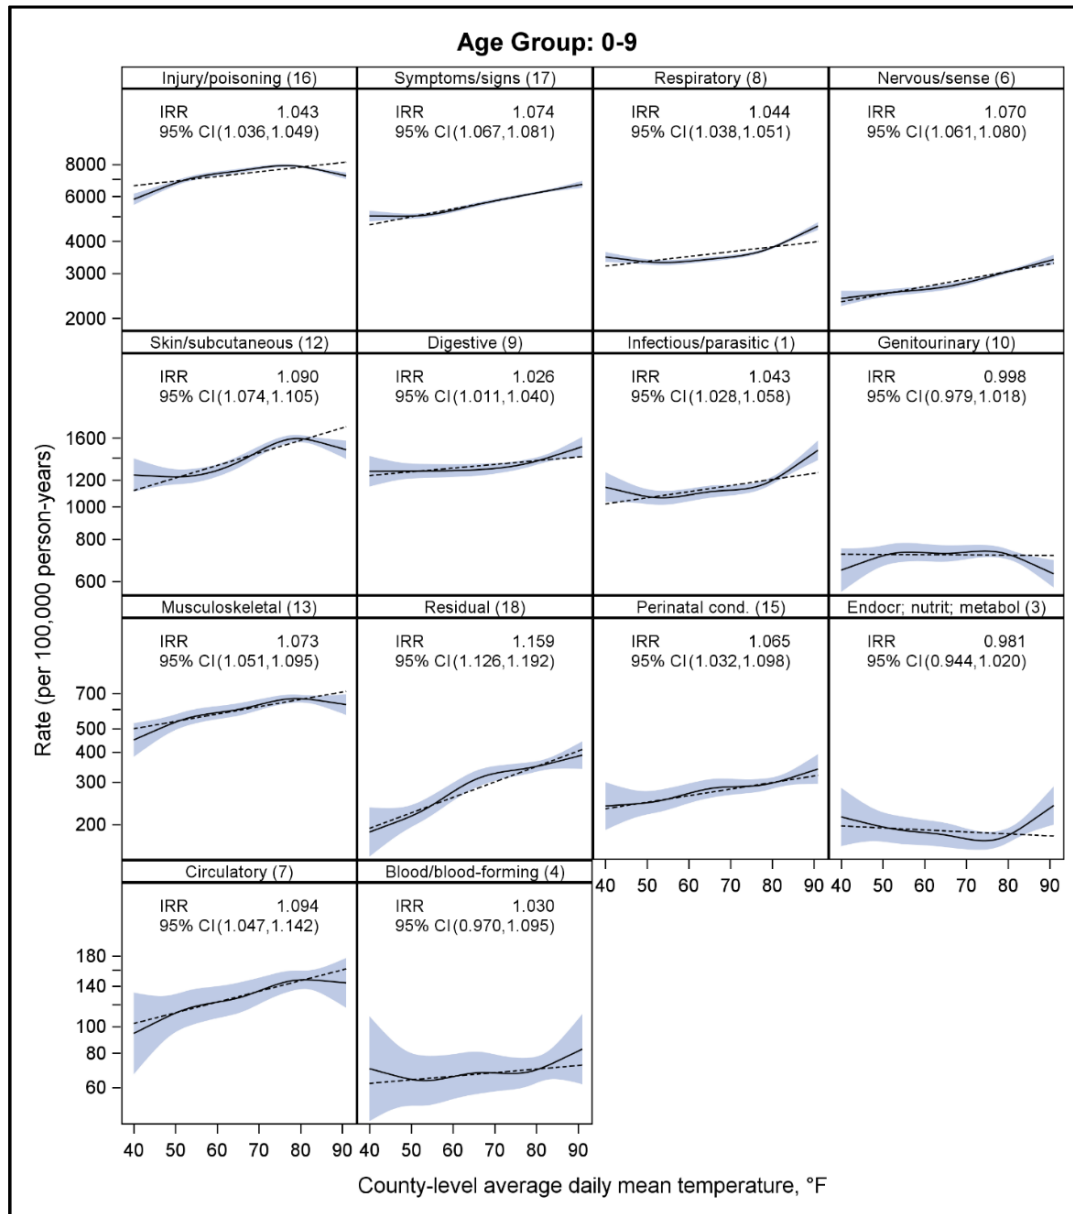 Age Group: 0-9
Injury/poisoning (16) Symptoms/signs (17) Respiratory (8) Nervous/sense (6)
IRR 1.043 IRR 1.074 IRR 1.044 IRR 1.070
95% CI(1.036,1.049) 95% CI(1.067,1.081) 95% CI(1.038,1.051) 95% CI(1.061,1.080)
8000
6000
4000
3000
2000
Skin/subcutaneous (12) Digestive (9) Infectious/parasitic (1) Genitourinary (10)
IRR 1.090 IRR 1.026 IRR 1.043 IRR 0.998
95% CI(1.074,1.105) 95% CI(1.011,1.040) 95% CI(1.028,1.058) 95% CI(0.979,1.018)
1600
1200
1000
800
600
Rate (per 100,000 person-years)
Musculoskeletal (13) Residual (18) Perinatal cond. (15) Endocr; nutrit; metabol (3)
IRR 1.073 IRR 1.159 IRR 1.065 IRR 0.981
95% CI(1.051,1.095) 95% CI(1.126,1.192) 95% CI(1.032,1.098) 95% CI(0.944,1.020)
700
500
400
300
200
Circulatory (7) Blood/blood-forming (4) 40 50 60 70 80 90 40 50 60 70 80 90
IRR 1.094 IRR 1.030
95% CI(1.047,1.142) 95% CI(0.970,1.095)
180
140
100
80
60
40 50 60 70 80 90 40 50 60 70 80 90
County-level average daily mean temperature, °F